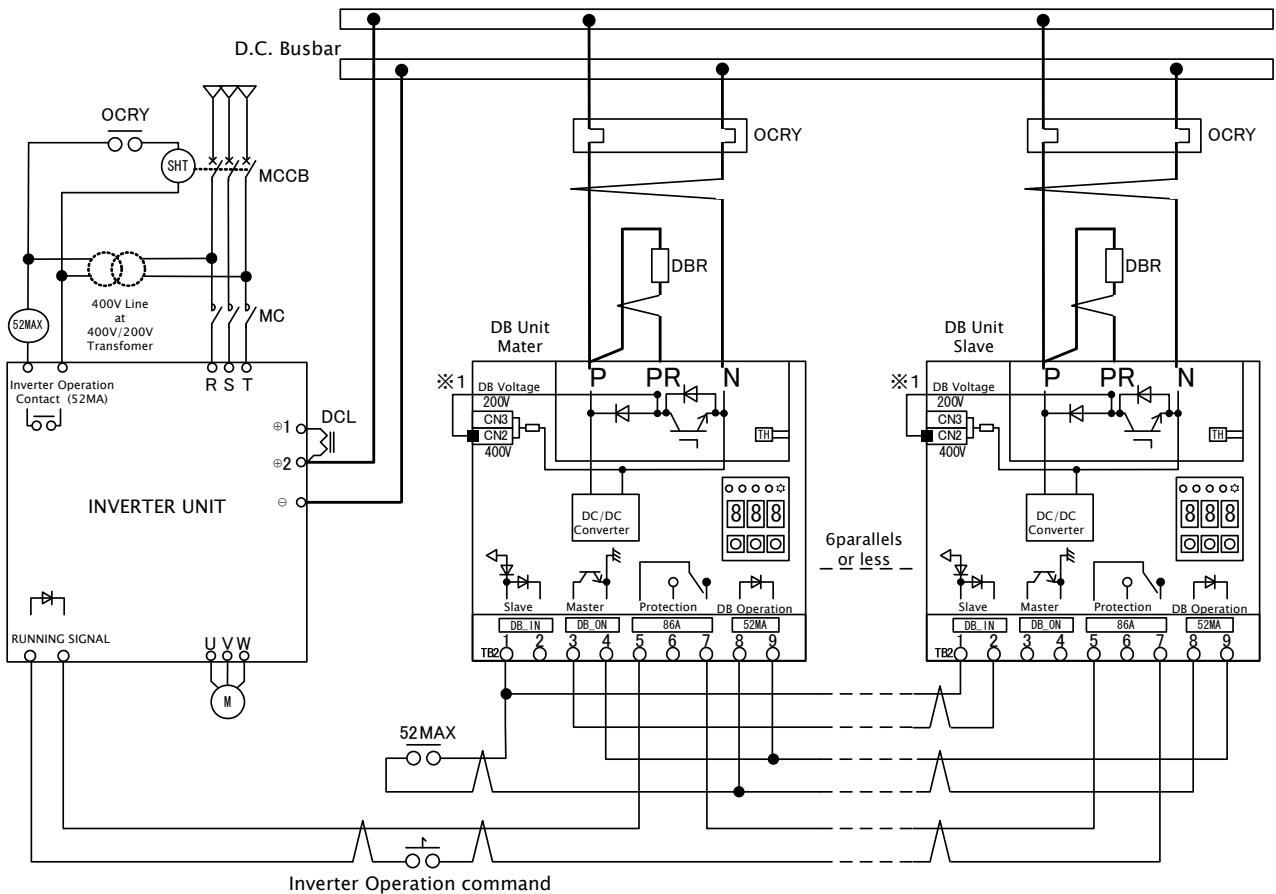 D.C. Busbar
OCRY
SHT
MCCB
OCRY
OCRY
DBR
DBR
400V Line
at
400V/200V
Transfomer
MC
52MAX
DB Unit
Mater
DB Unit
Slave
Inverter Operation
Contact (52MA)
R S T
⊕1
DCL
⊕2
⊖
INVERTER UNIT
RUNNING SIGNAL
U V W
M
※1
DB Voltage
200V
CN3
CN2
400V
P PR N
TH
DC/DC
Converter
888
Slave Master Protection DB Operation
DB_IN DB_ON 86A 52MA
TB2 1 2 3 4 5 6 7 8 9
6parallels
or less
※1
DB Voltage
200V
CN3
CN2
400V
P PR N
TH
DC/DC
Converter
888
Slave Master Protection DB Operation
DB_IN DB_ON 86A 52MA
TB2 1 2 3 4 5 6 7 8 9
52MAX
Inverter Operation command